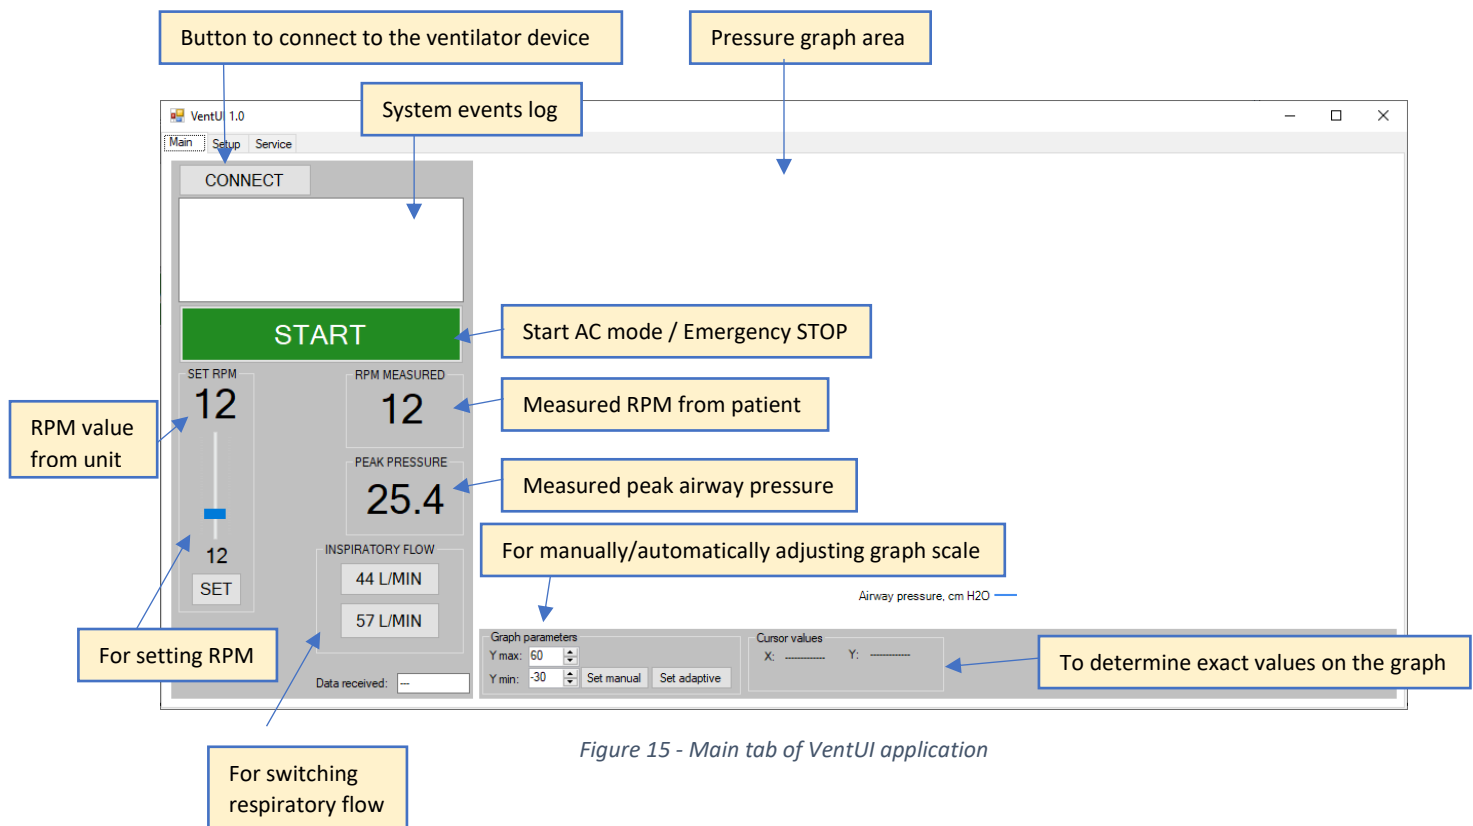 Button to connect to the ventilator device
Pressure graph area
System events log
VentUI 1.0
Main Setup Service
CONNECT
START
Start AC mode / Emergency STOP
SET RPM
12
RPM MEASURED
12
Measured RPM from patient
RPM value
from unit
PEAK PRESSURE
25.4
Measured peak airway pressure
12
SET
INSPIRATORY FLOW
44 L/MIN
57 L/MIN
For manually/automatically adjusting graph scale
Airway pressure, cm H2O
For setting RPM
Graph parameters
Y max: 60
Y min: -30 Set manual Set adaptive
Cursor values
X: ------------- Y: -------------
To determine exact values on the graph
Data received: ---
For switching
respiratory flow
Figure 15 - Main tab of VentUI application